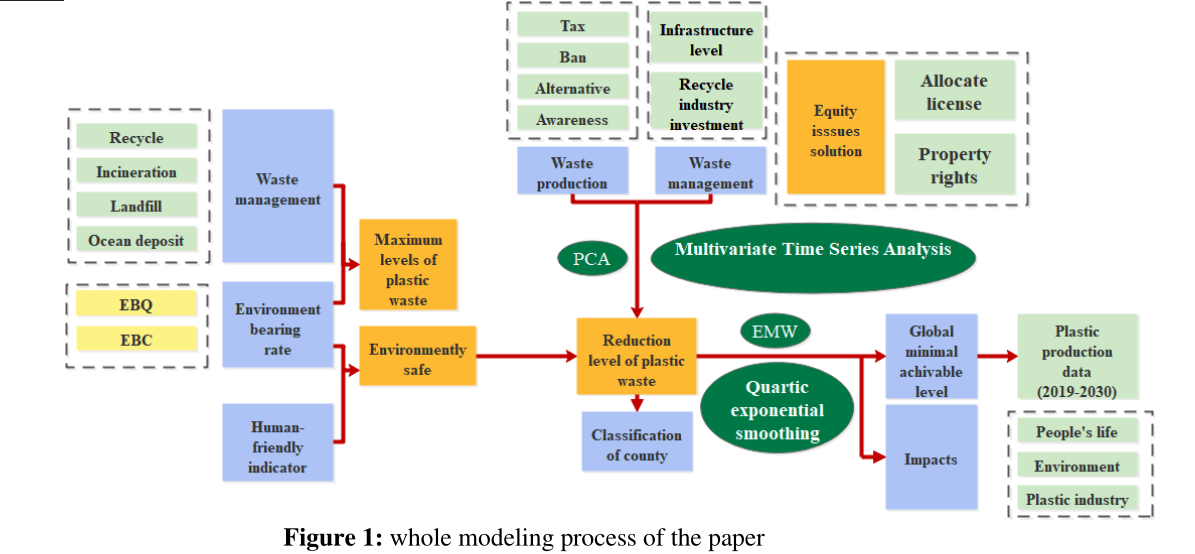 Tax
Ban
Alternative
Awareness
Infrastructure
level
Recycle
industry
investment
Waste
production
Waste
management
Equity
isssues
solution
Allocate
license
Property
rights
Recycle
Incineration
Landfill
Ocean deposit
EBQ
EBC
Waste
management
Environment
bearing
rate
Human-
friendly
indicator
Maximum
levels of
plastic
waste
Environmently
safe
PCA
Multivariate Time Series Analysis
Reduction
level of plastic
waste
Classification
of county
EMW
Quartic
exponential
smoothing
Global
minimal
achivable
level
Impacts
Plastic
production
data
(2019-2030)
People's life
Environment
Plastic industry
Figure 1: whole modeling process of the paper